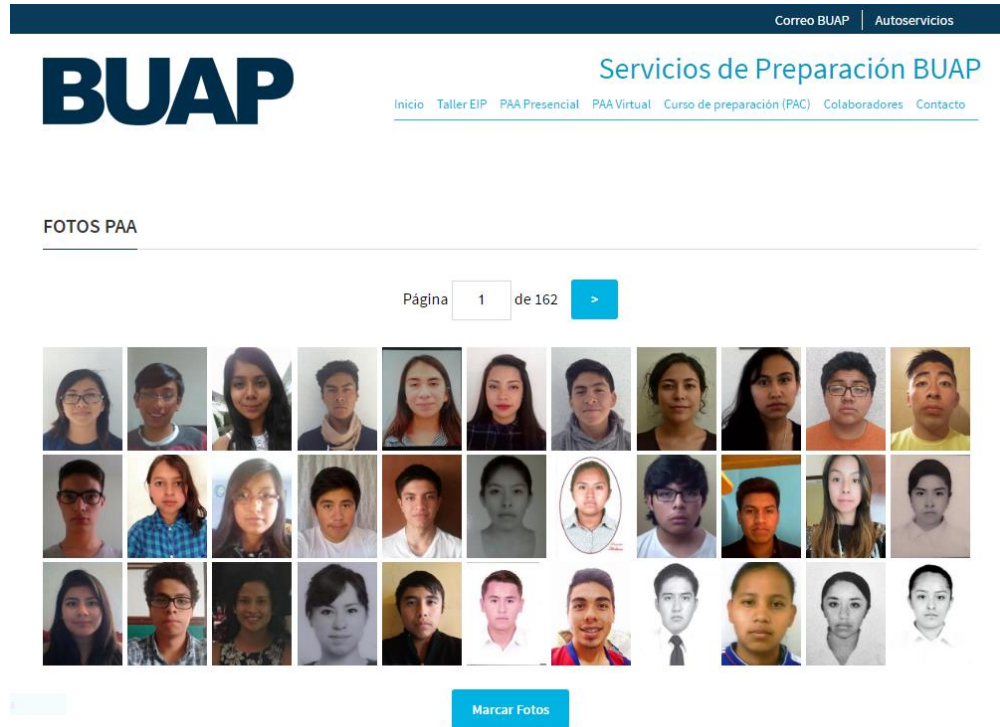 Correo BUAP | Autoservicios
BUAP
Servicios de Preparación BUAP
Inicio Taller EIP PAA Presencial PAA Virtual Curso de preparación (PAC) Colaboradores Contacto
FOTOS PAA
Página 1 de 162 >
Marcar Fotos